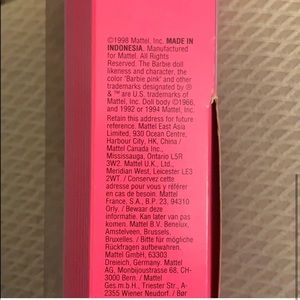 ©1998 Mattel, Inc. MADE IN
INDONESIA. Manufactured
for Mattel. All Rights
Reserved. The Barbie doll
likeness and character, the
color "Barbie pink" and other
trademarks designated by ®
& ™ are U.S. trademarks of
Mattel, Inc. Doll body ©1966,
and 1992 or 1994 Mattel, Inc.
Retain this address for future
reference. Mattel East Asia
Limited, 930 Ocean Centre,
Harbour City, HK, China /
Mattel Canada Inc.,
Mississauga, Ontario L5R
3W2. Mattel U.K., Ltd.,
Meridian West, Leicester LE3
2WT. / Conservez cette
adresse pour vous y référer
en cas de besoin. Mattel
France, S.A., B.P. 23, 94310
Orly. / Bewaar deze
informatie. Kan later van pas
komen. Mattel B.V. Benelux,
Amstelveen, Brussel,
Bruxelles. / Bitte für mögliche
Rückfragen aufbewahren.
Mattel GmbH, 63303
Dreieich, Germany. Mattel
AG, Monbijoustrasse 68, CH-
3000 Bern. / Mattel
Ges.m.b.H., Triester Str., A-
2355 Wiener Neudorf. / Bør